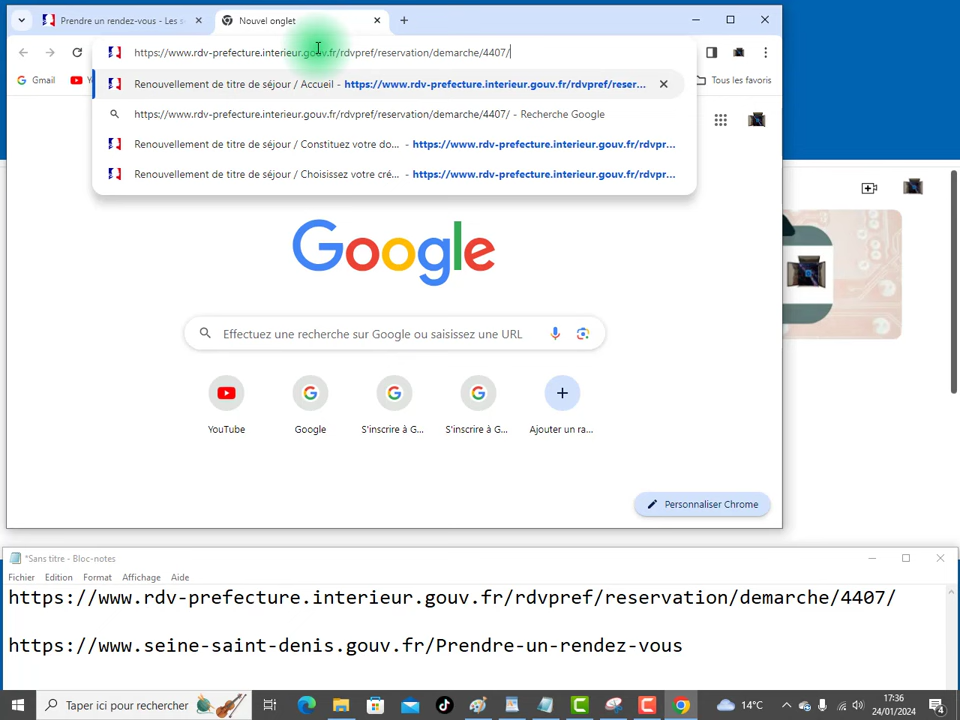 Prendre un rendez-vous - Les s
Nouvel onglet
https://www.rdv-prefecture.interieur.gouv.fr/rdvpref/reservation/demarche/4407/
Gmail
Tous les favoris
Renouvellement de titre de séjour / Accueil - https://www.rdv-prefecture.interieur.gouv.fr/rdvpref/reser...
https://www.rdv-prefecture.interieur.gouv.fr/rdvpref/reservation/demarche/4407/ - Recherche Google
Renouvellement de titre de séjour / Constituez votre do... - https://www.rdv-prefecture.interieur.gouv.fr/rdvpr...
Renouvellement de titre de séjour / Choisissez votre cré... - https://www.rdv-prefecture.interieur.gouv.fr/rdvpr...
Google
Effectuez une recherche sur Google ou saisissez une URL
YouTube
Google
S'inscrire à G...
S'inscrire à G...
Ajouter un ra...
Personnaliser Chrome
*Sans titre - Bloc-notes
Fichier Edition Format Affichage Aide
https://www.rdv-prefecture.interieur.gouv.fr/rdvpref/reservation/demarche/4407/
https://www.seine-saint-denis.gouv.fr/Prendre-un-rendez-vous
Taper ici pour rechercher
14°C
17:36
24/01/2024
4